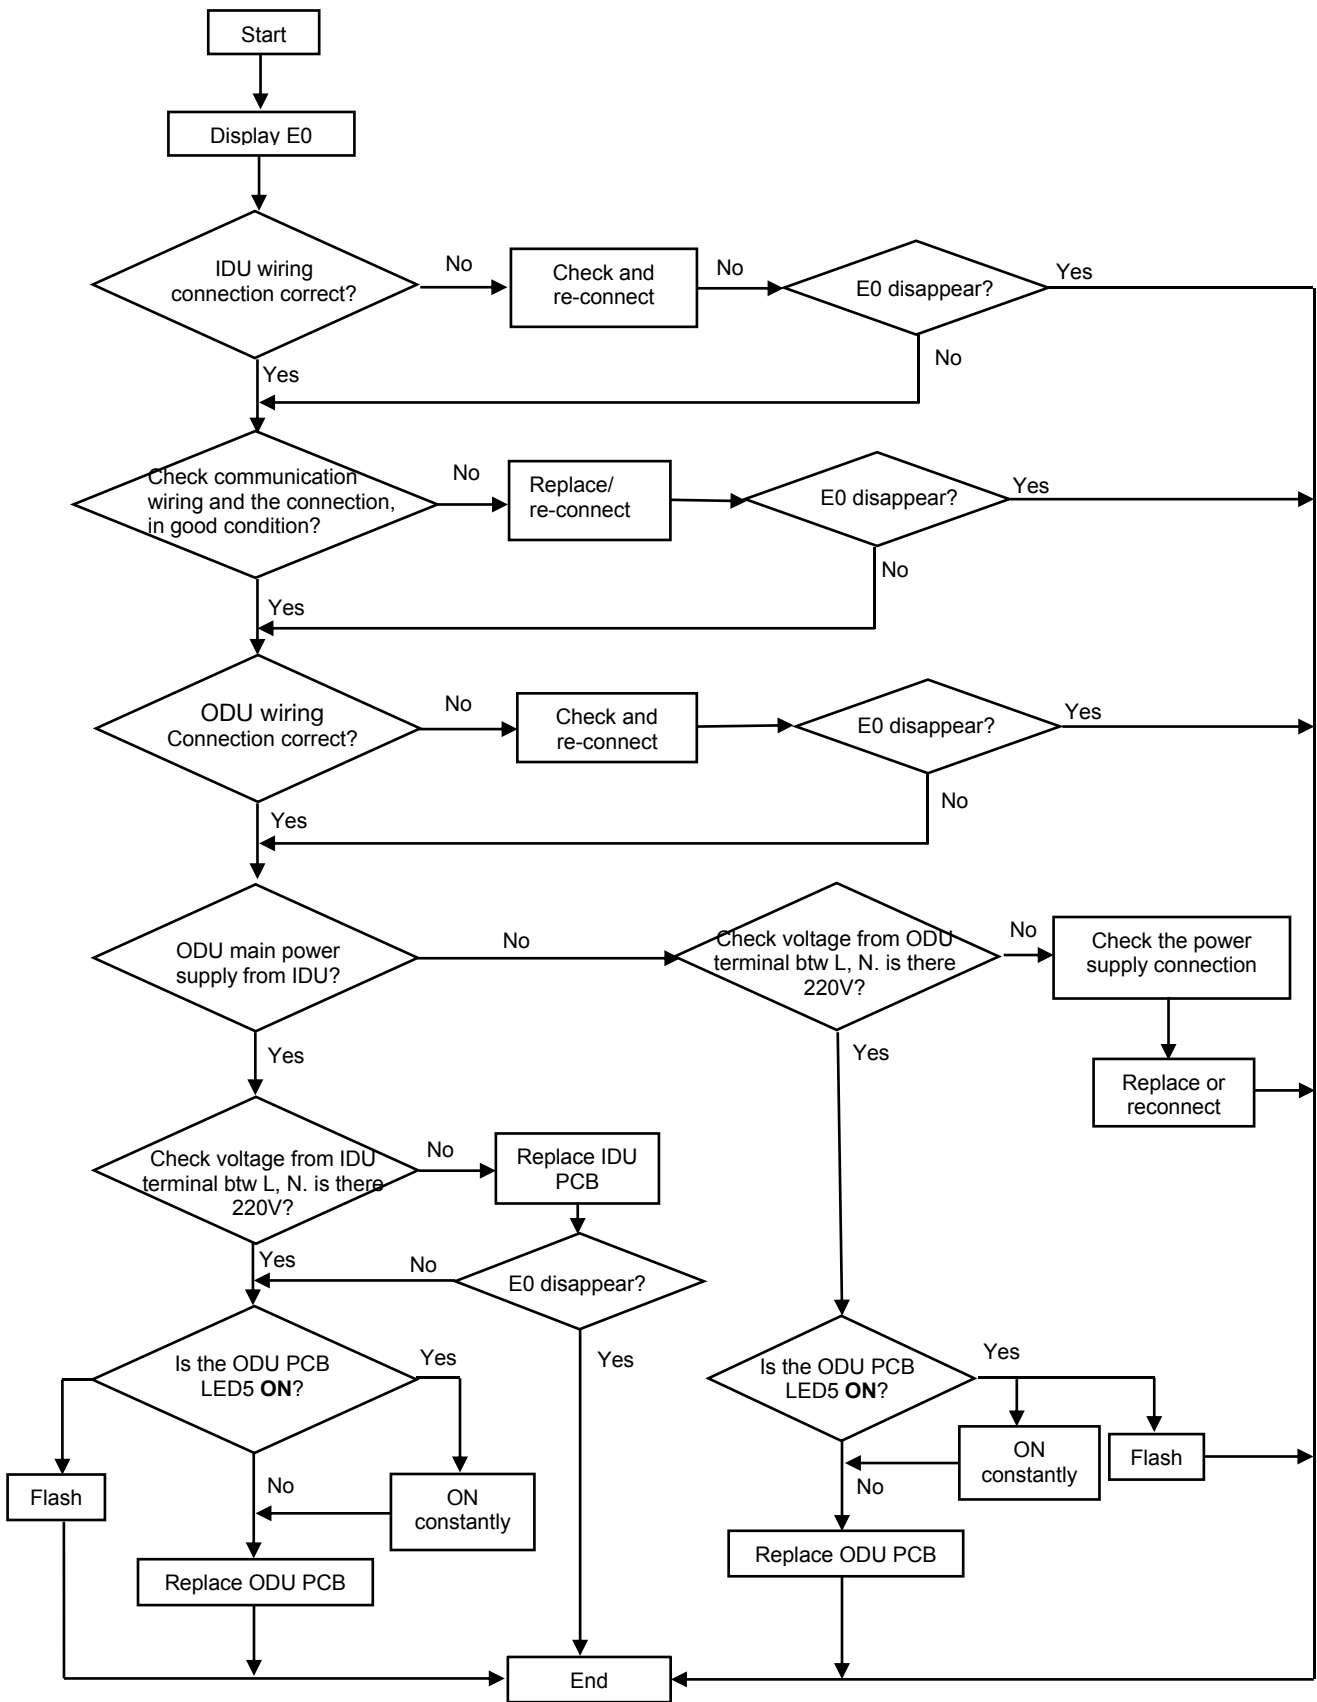 Start
Display E0
IDU wiring
connection correct?
No
Check and
re-connect
No
E0 disappear?
Yes
No
Yes
Check communication
wiring and the connection,
in good condition?
No
Replace/
re-connect
E0 disappear?
Yes
No
Yes
ODU wiring
Connection correct?
No
Check and
re-connect
E0 disappear?
Yes
No
Yes
ODU main power
supply from IDU?
No
Check voltage from ODU
terminal btw L, N. is there
220V?
No
Check the power
supply connection
Yes
Yes
Replace or
reconnect
Check voltage from IDU
terminal btw L, N. is there
220V?
No
Replace IDU
PCB
Yes
No
E0 disappear?
Yes
Is the ODU PCB
LED5 ON?
Yes
Is the ODU PCB
LED5 ON?
Yes
Flash
No
ON
constantly
No
ON
constantly
Flash
Replace ODU PCB
Replace ODU PCB
End